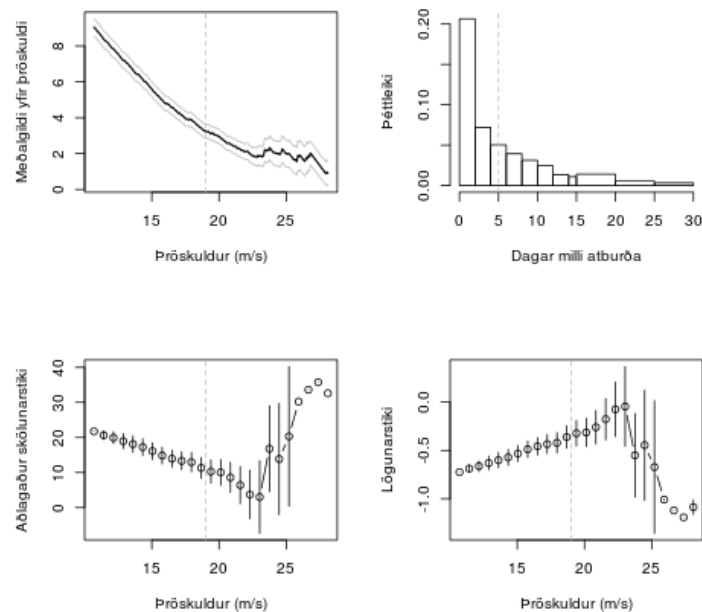 Meðalgildi yfir þröskuldi
0 2 4 6 8
15 20 25
Þröskuldur (m/s)
Þéttleiki
0.00 0.10 0.20
0 5 10 15 20 25 30
Dagar milli atburða
Aðlagaður skölunarstiki
0 10 20 30 40
15 20 25
Þröskuldur (m/s)
Lögunarstiki
-1.0 -0.5 0.0
15 20 25
Þröskuldur (m/s)